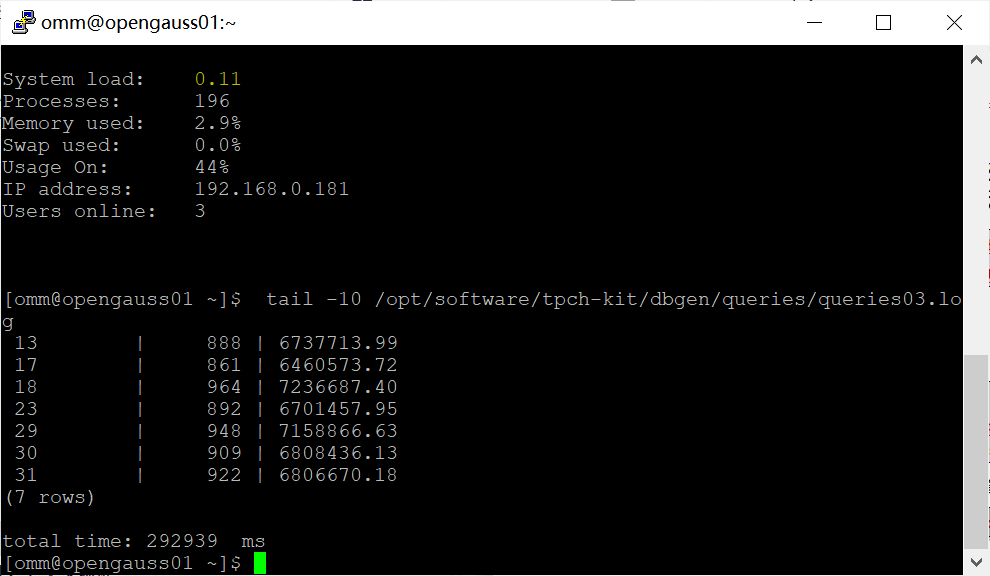 omm@opengauss01:~
System load:    0.11
Processes:      196
Memory used:    2.9%
Swap used:      0.0%
Usage On:       44%
IP address:     192.168.0.181
Users online:   3
[omm@opengauss01 ~]$  tail -10 /opt/software/tpch-kit/dbgen/queries/queries03.lo
g
 13        |     888 | 6737713.99
 17        |     861 | 6460573.72
 18        |     964 | 7236687.40
 23        |     892 | 6701457.95
 29        |     948 | 7158866.63
 30        |     909 | 6808436.13
 31        |     922 | 6806670.18
(7 rows)
total time: 292939  ms
[omm@opengauss01 ~]$